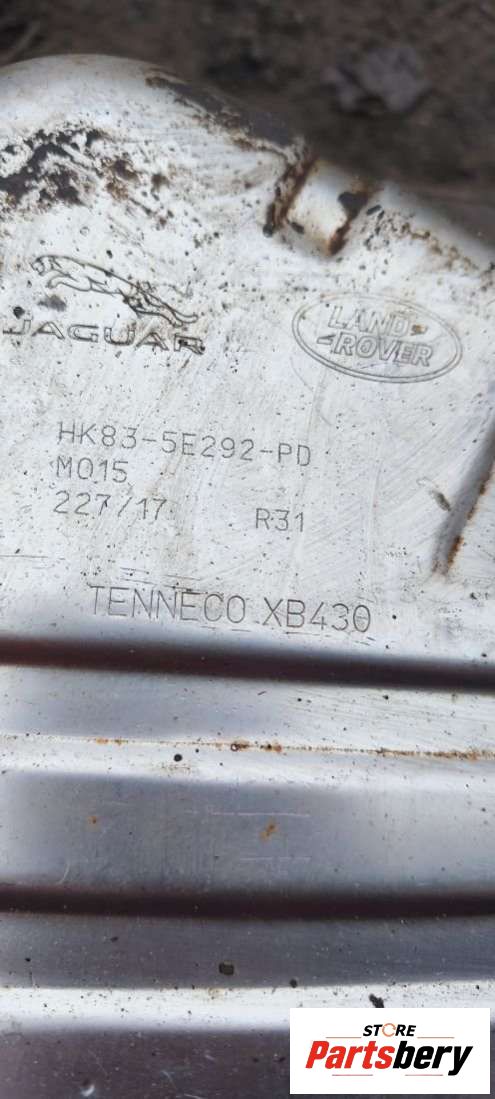 JAGUAR
LAND
ROVER
HK83-5E292-PD
M015
227/17 R31
TENNECO XB430
STORE
Partsbery